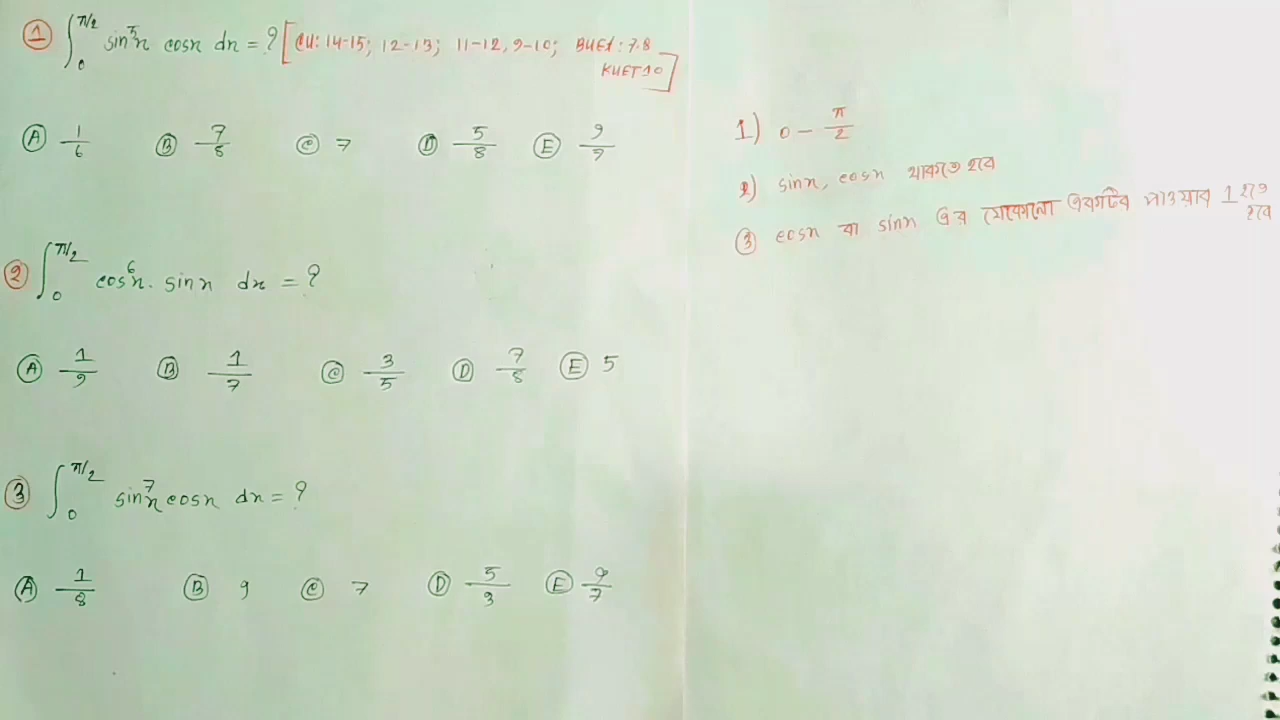 ① ∫₀^π/2 sin⁵x cosx dx = ? [CU: 14-15; 12-13; 11-12, 9-10; BUET: 7.8
KUET 10]
Ⓐ 1/6 Ⓑ 7/8 Ⓒ 7 Ⓓ 5/8 Ⓔ 9/7
② ∫₀^π/2 cos⁶x. sinx dx = ?
Ⓐ 1/9 Ⓑ 1/7 Ⓒ 3/5 Ⓓ 7/8 Ⓔ 5
③ ∫₀^π/2 sin⁷x cosx dx = ?
Ⓐ 1/8 Ⓑ 9 Ⓒ 7 Ⓓ 5/3 Ⓔ 9/7
1) 0 - π/2
২) sinx, cosx থাকতে হবে
③ cosx বা sinx এর যেকোনো একটির পাওয়ার 1 হতে
হবে